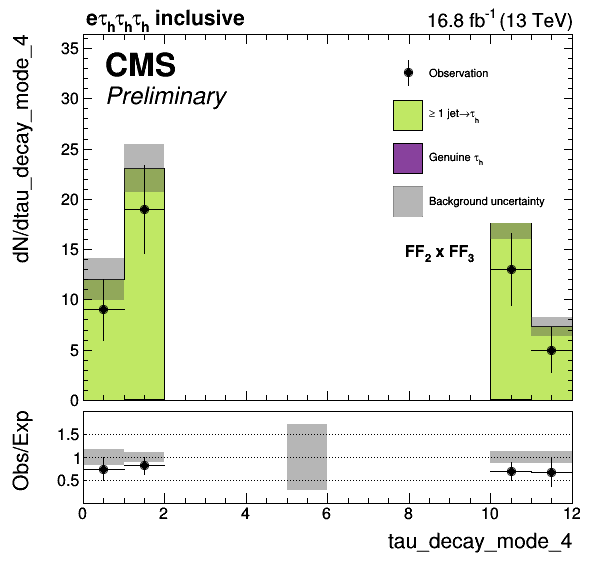 eτₕτₕτₕ inclusive
16.8 fb⁻¹ (13 TeV)
dN/dtau_decay_mode_4
35
30
25
20
15
10
5
0
CMS
Preliminary
Observation
≥ 1 jet→τₕ
Genuine τₕ
Background uncertainty
FF₂ x FF₃
Obs/Exp
1.5
1
0.5
0 2 4 6 8 10 12
tau_decay_mode_4